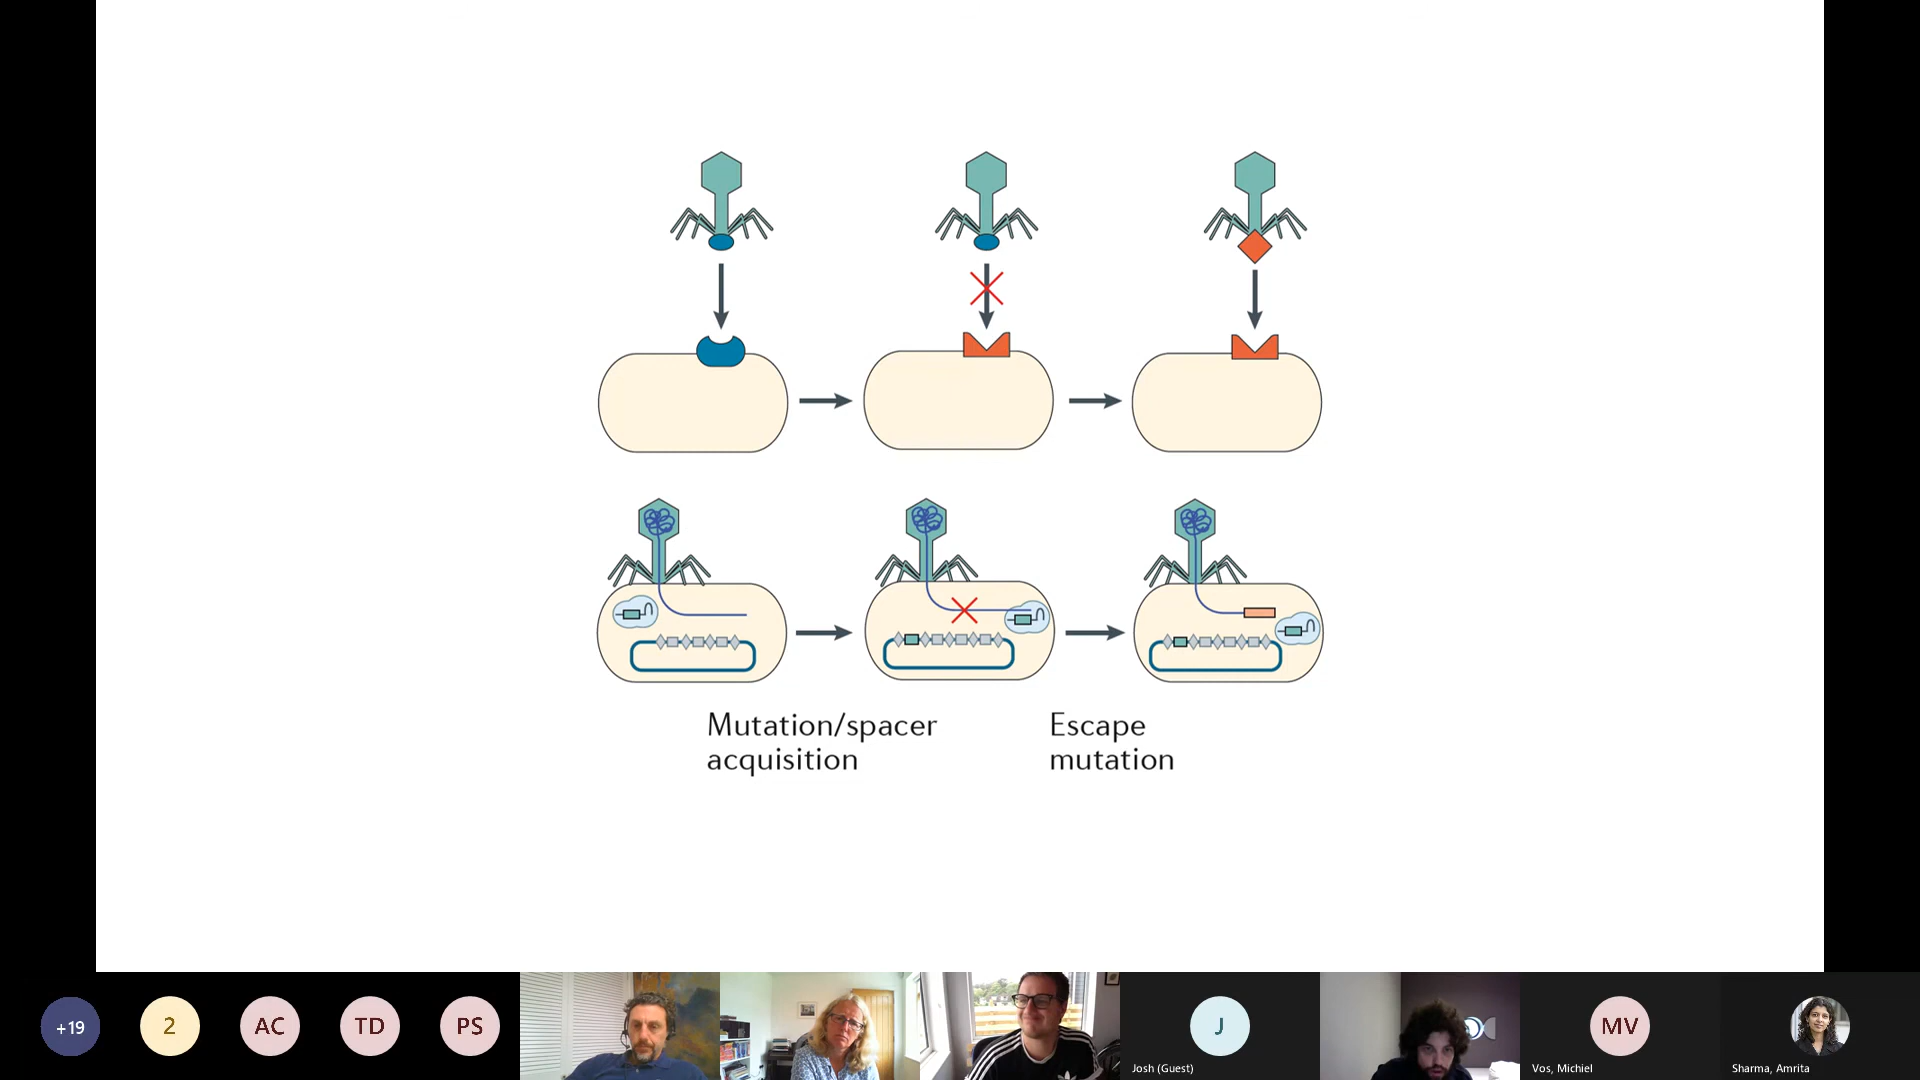 Mutation/spacer
acquisition
Escape
mutation
+19
2
AC
TD
PS
J
Josh (Guest)
MV
Vos, Michiel
Sharma, Amrita